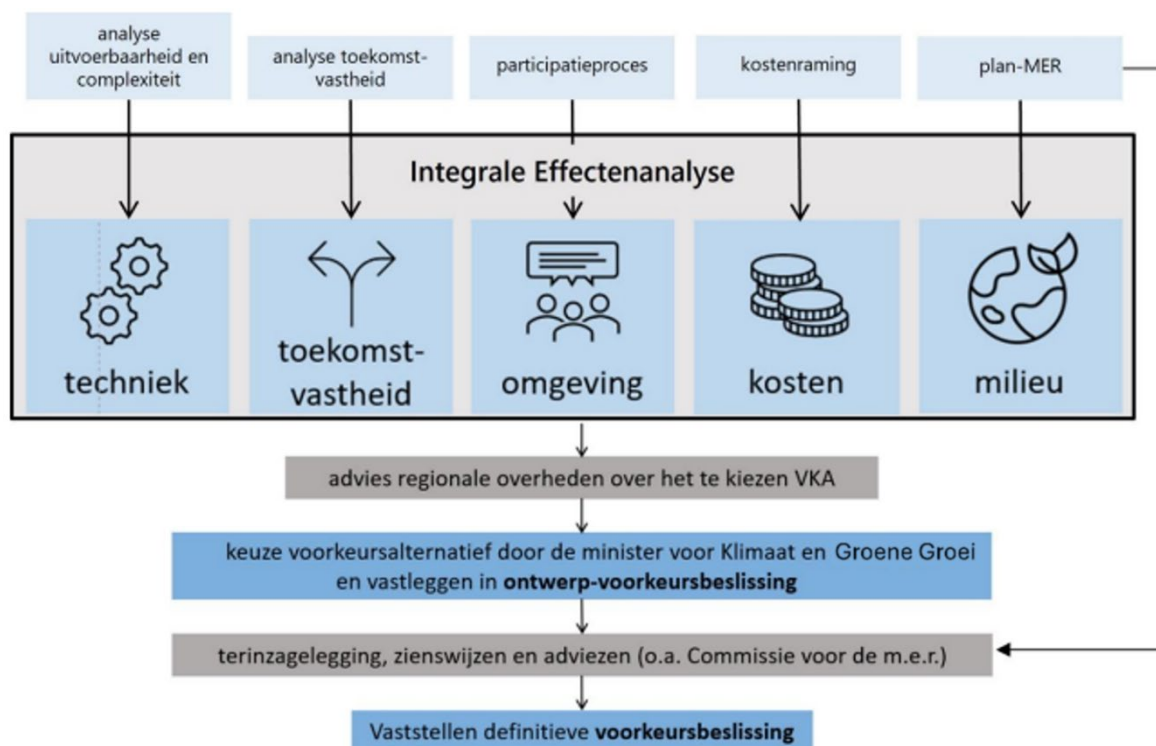 analyse
uitvoerbaarheid en
complexiteit
analyse toekomst-
vastheid
participatieproces
kostenraming
plan-MER
Integrale Effectenanalyse
techniek
toekomst-
vastheid
omgeving
kosten
milieu
advies regionale overheden over het te kiezen VKA
keuze voorkeursalternatief door de minister voor Klimaat en Groene Groei
en vastleggen in ontwerp-voorkeursbeslissing
terinzagelegging, zienswijzen en adviezen (o.a. Commissie voor de m.e.r.)
Vaststellen definitieve voorkeursbeslissing